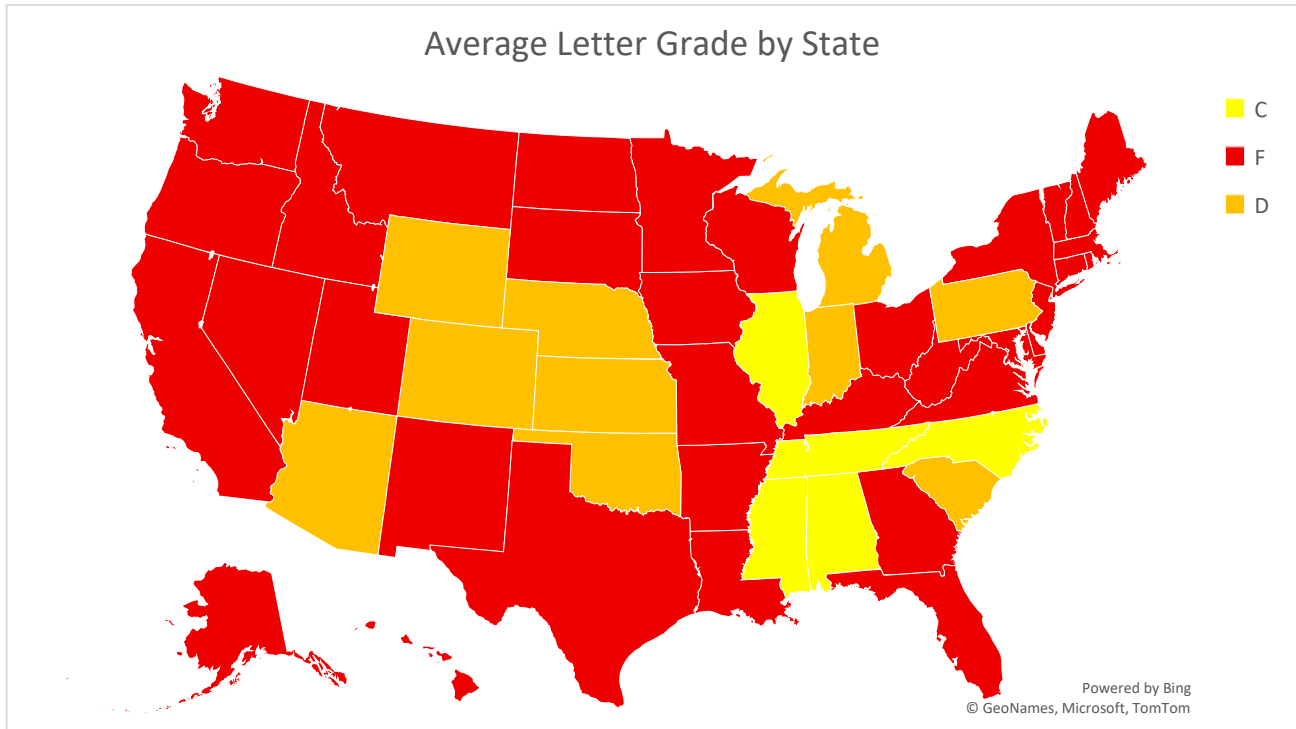 Average Letter Grade by State
C
F
D
Powered by Bing
© GeoNames, Microsoft, TomTom